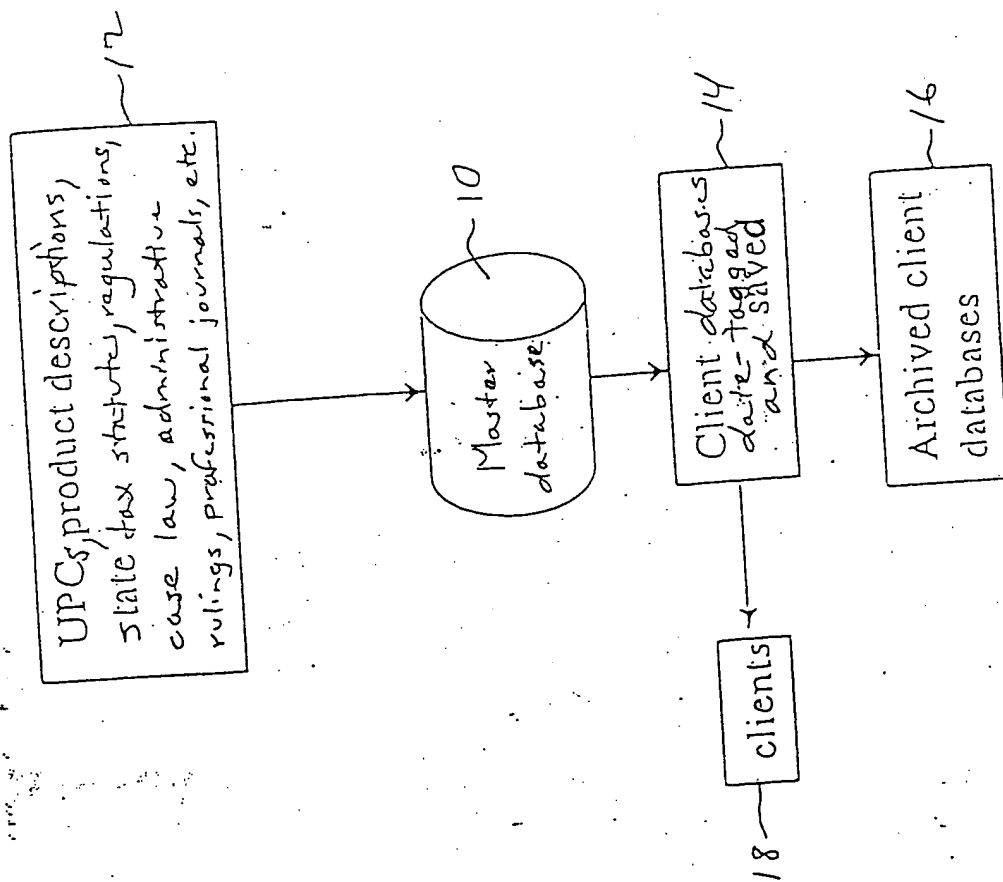 UPCs, product descriptions,
state tax statutes, regulations,
case law, administrative
rulings, professional journals, etc.
12
10
Master
database
Client databases
date-tagged
and saved
14
clients
18
Archived client
databases
16